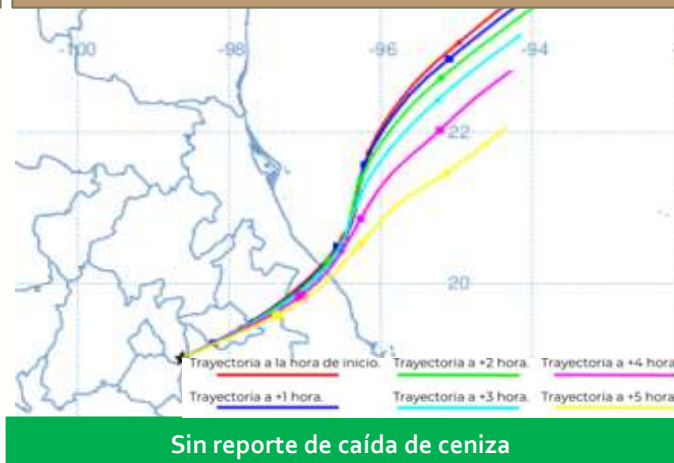 -100 -98 -96 -94
22
20
Trayectoria a la hora de inicio. Trayectoria a +2 hora. Trayectoria a +4 hora
Trayectoria a +1 hora. Trayectoria a +3 hora. Trayectoria a +5 hora
Sin reporte de caída de ceniza